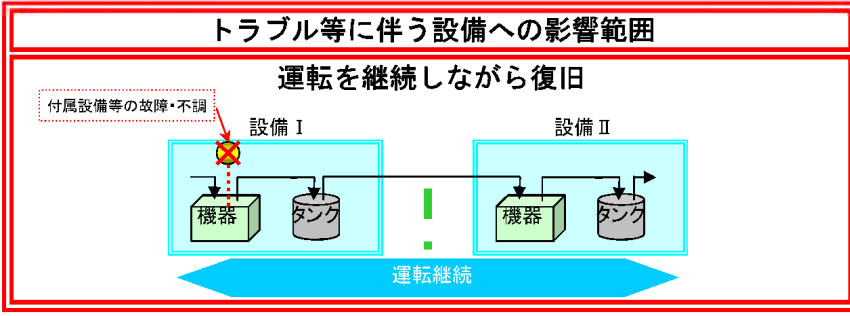 トラブル等に伴う設備への影響範囲
運転を継続しながら復旧
付属設備等の故障・不調
設備Ⅰ
設備Ⅱ
機器
タンク
機器
タンク
運転継続